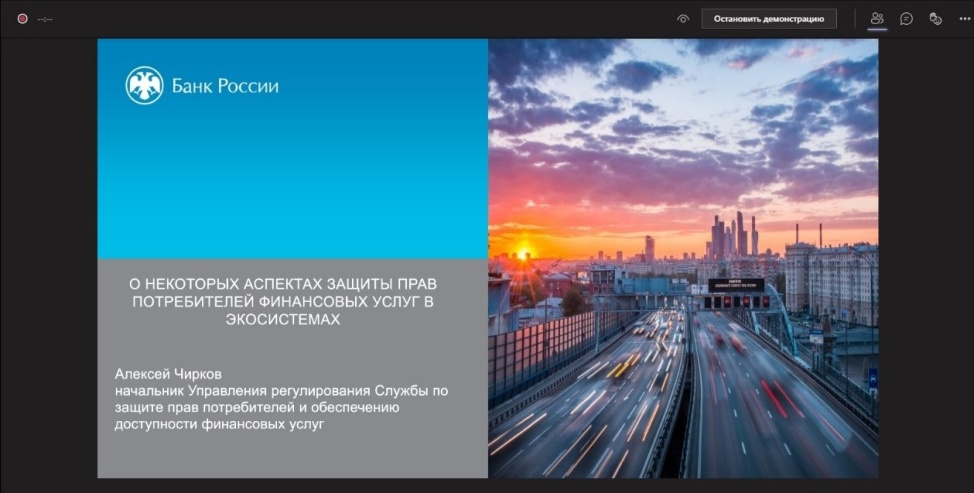 --:--
Остановить демонстрацию
Банк России
О НЕКОТОРЫХ АСПЕКТАХ ЗАЩИТЫ ПРАВ
ПОТРЕБИТЕЛЕЙ ФИНАНСОВЫХ УСЛУГ В
ЭКОСИСТЕМАХ
Алексей Чирков
начальник Управления регулирования Службы по
защите прав потребителей и обеспечению
доступности финансовых услуг